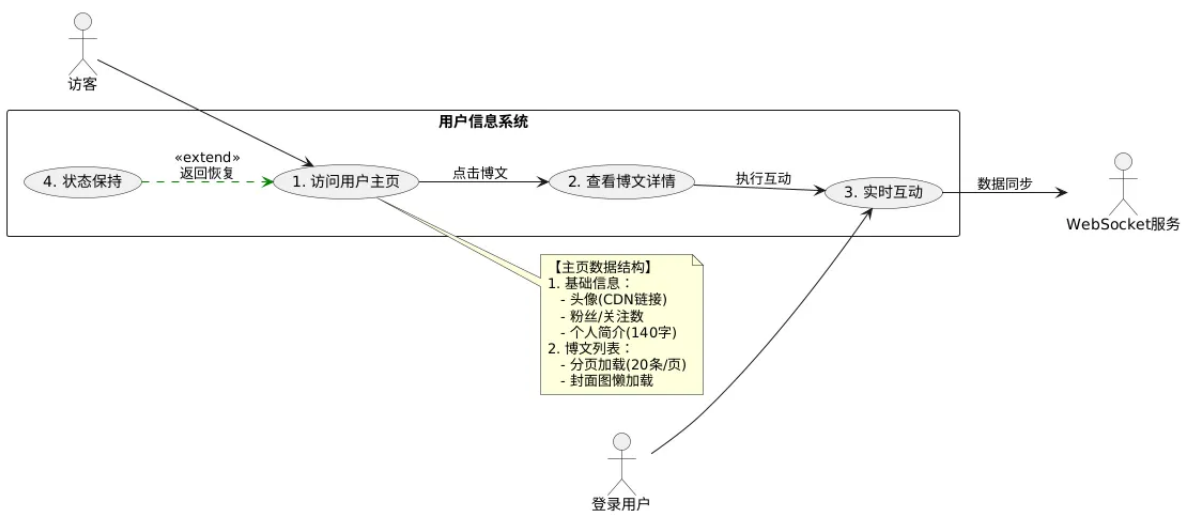 访客
用户信息系统
4. 状态保持
«extend»
返回恢复
1. 访问用户主页
点击博文
2. 查看博文详情
执行互动
3. 实时互动
数据同步
WebSocket服务
【主页数据结构】
1. 基础信息：
- 头像(CDN链接)
- 粉丝/关注数
- 个人简介(140字)
2. 博文列表：
- 分页加载(20条/页)
- 封面图懒加载
登录用户